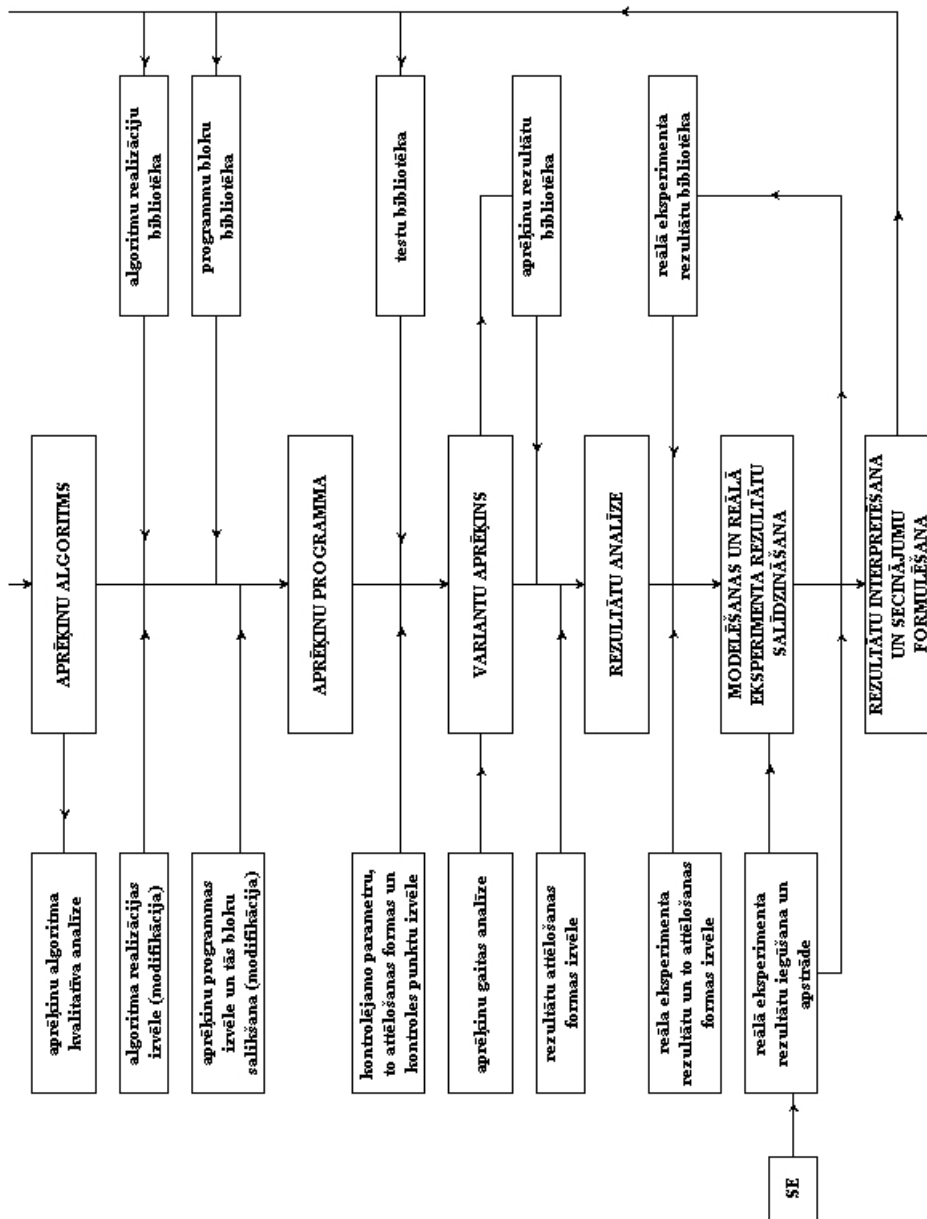 algoritmu realizāciju
bibliotēka
programmu bloku
bibliotēka
testu bibliotēka
aprēķinu rezultātu
bibliotēka
reālā eksperimenta
rezultātu bibliotēka
APRĒĶINU ALGORITMS
APRĒĶINU PROGRAMMA
VARIANTU APRĒĶINS
REZULTĀTU ANALĪZE
MODELĒŠANAS UN REĀLĀ
EKSPERIMENTA REZULTĀTU
SALĪDZINĀŠANA
REZULTĀTU INTERPRETĒŠANA
UN SECINĀJUMU
FORMULĒŠANA
aprēķinu algoritma
kvalitatīva analīze
algoritma realizācijas
izvēle (modifikācija)
aprēķinu programmas
izvēle un tās bloku
salikšana (modifikācija)
kontrolējamo parametru,
to attēlošanas formas un
kontroles punktu izvēle
aprēķinu gaitas analīze
rezultātu attēlošanas
formas izvēle
reāla eksperimenta
rezultātu un to attēlošanas
formas izvēle
reālā eksperimenta
rezultātu iegūšana un
apstrāde
SE